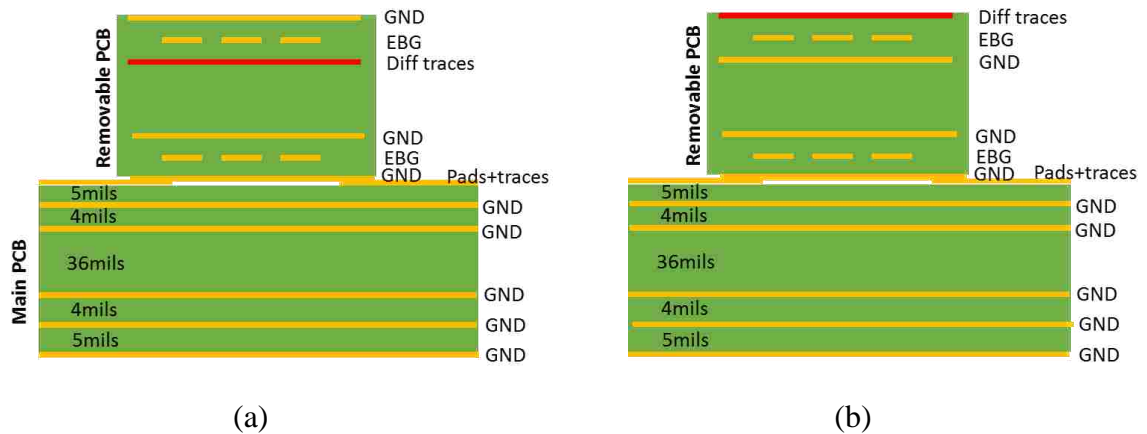 GND
EBG
Diff traces
Removable PCB
GND
EBG
GND
Pads+traces
5mils
GND
4mils
GND
36mils
Main PCB
GND
4mils
GND
5mils
GND
(a)
Diff traces
EBG
GND
Removable PCB
GND
EBG
GND
Pads+traces
5mils
GND
4mils
GND
36mils
GND
4mils
GND
5mils
GND
(b)